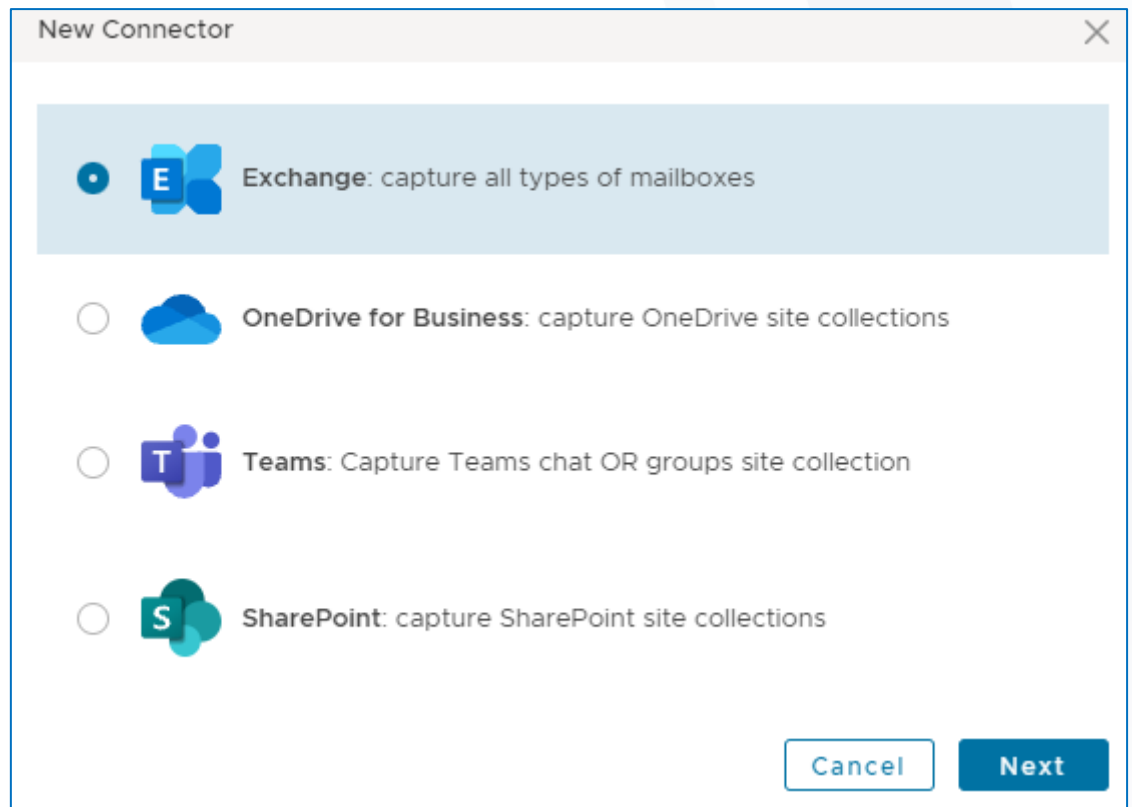 New Connector
E Exchange: capture all types of mailboxes
OneDrive for Business: capture OneDrive site collections
T Teams: Capture Teams chat OR groups site collection
S SharePoint: capture SharePoint site collections
Cancel Next